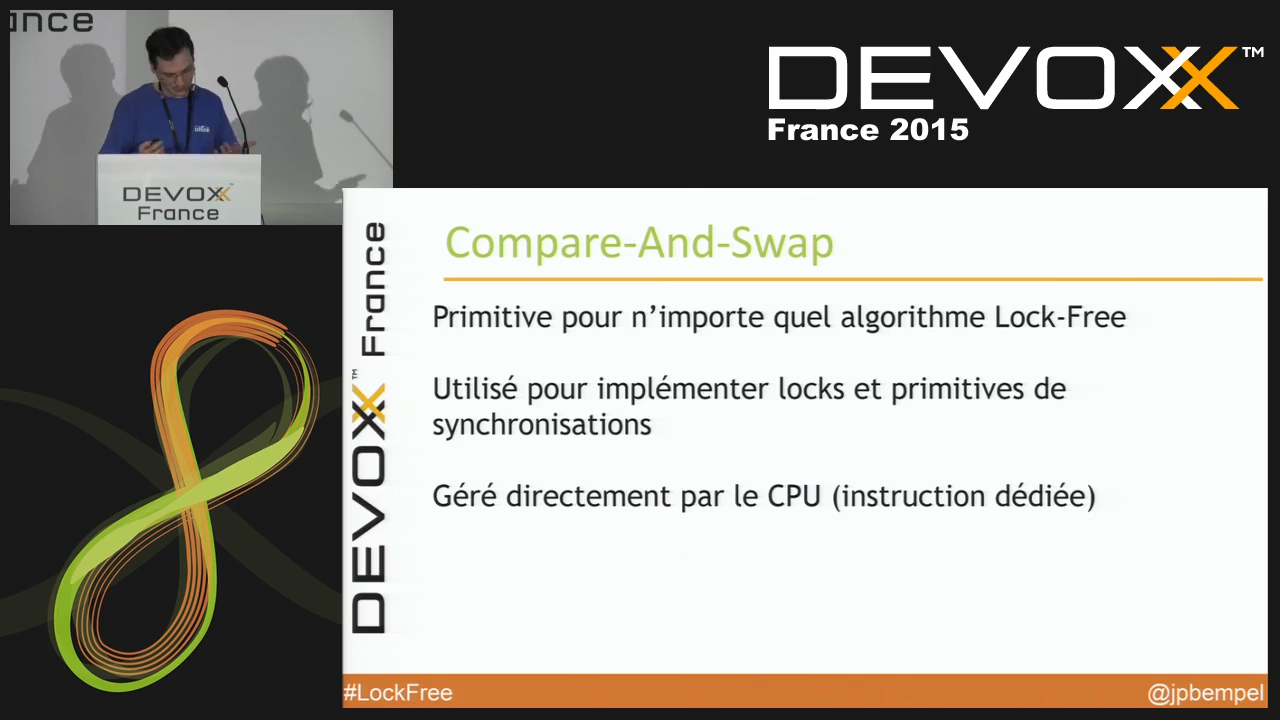 ance
DEVOXX
France
DEVOXX™
France 2015
DEVOXX™ France
Compare-And-Swap
Primitive pour n’importe quel algorithme Lock-Free
Utilisé pour implémenter locks et primitives de
synchronisations
Géré directement par le CPU (instruction dédiée)
#LockFree
@jpbempel